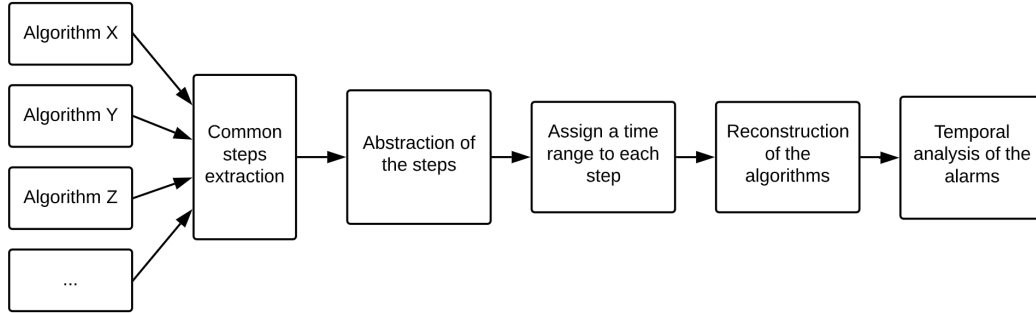 Algorithm X
Algorithm Y
Algorithm Z
...
Common
steps
extraction
Abstraction of
the steps
Assign a time
range to each
step
Reconstruction
of the
algorithms
Temporal
analysis of the
alarms